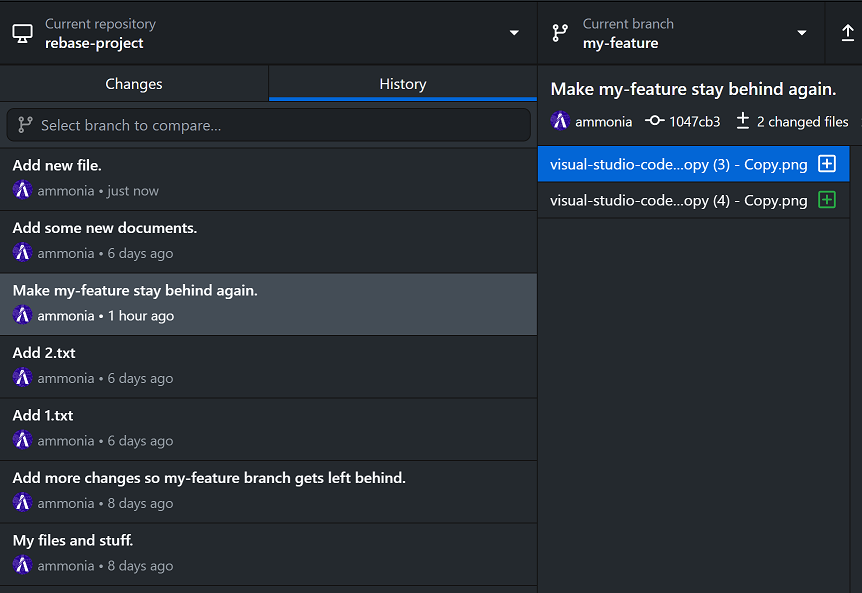 Current repository
rebase-project
Current branch
my-feature
Changes
History
Select branch to compare...
Add new file.
ammonia • just now
Add some new documents.
ammonia • 6 days ago
Make my-feature stay behind again.
ammonia • 1 hour ago
Add 2.txt
ammonia • 6 days ago
Add 1.txt
ammonia • 6 days ago
Add more changes so my-feature branch gets left behind.
ammonia • 8 days ago
My files and stuff.
ammonia • 8 days ago
Make my-feature stay behind again.
ammonia 1047cb3 2 changed files
visual-studio-code...opy (3) - Copy.png
visual-studio-code...opy (4) - Copy.png